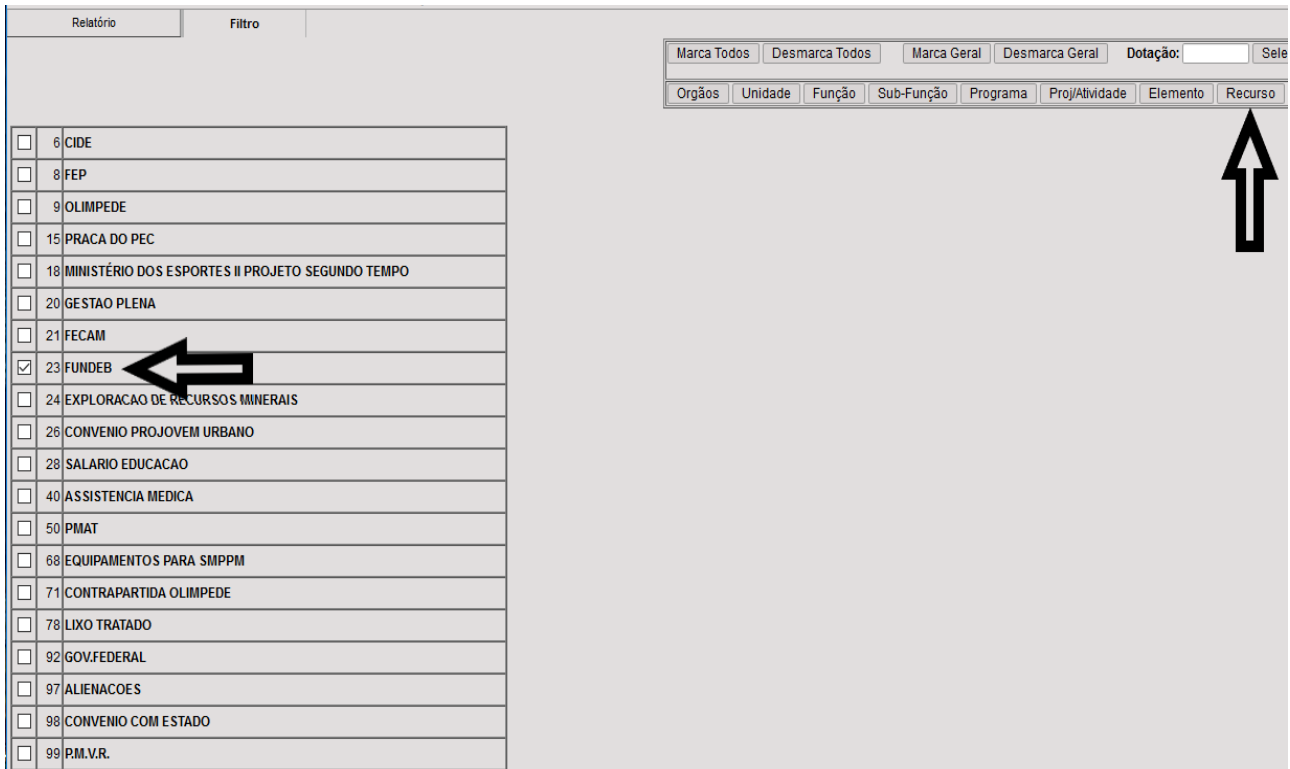 Relatório Filtro
Marca Todos Desmarca Todos Marca Geral Desmarca Geral Dotação: Sele
Orgãos Unidade Função Sub-Função Programa Proj/Atividade Elemento Recurso
6 CIDE
8 FEP
9 OLIMPEDE
15 PRACA DO PEC
18 MINISTÉRIO DOS ESPORTES II PROJETO SEGUNDO TEMPO
20 GESTAO PLENA
21 FECAM
23 FUNDEB
24 EXPLORACAO DE RECURSOS MINERAIS
26 CONVENIO PROJOVEM URBANO
28 SALARIO EDUCACAO
40 ASSISTENCIA MEDICA
50 PMAT
68 EQUIPAMENTOS PARA SMPPM
71 CONTRAPARTIDA OLIMPEDE
78 LIXO TRATADO
92 GOV.FEDERAL
97 ALIENACOES
98 CONVENIO COM ESTADO
99 P.M.V.R.